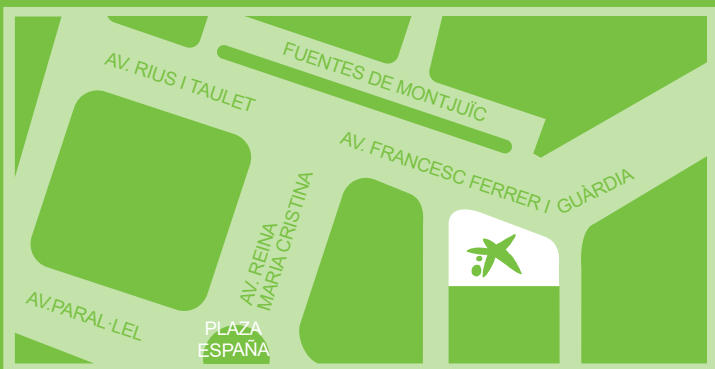 FUENTES DE MONTJUÏC
AV. RIUS I TAULET
AV. FRANCESC FERRER I GUÀRDIA
AV. REINA
MARIA CRISTINA
AV.PARAL·LEL
PLAZA
ESPAÑA